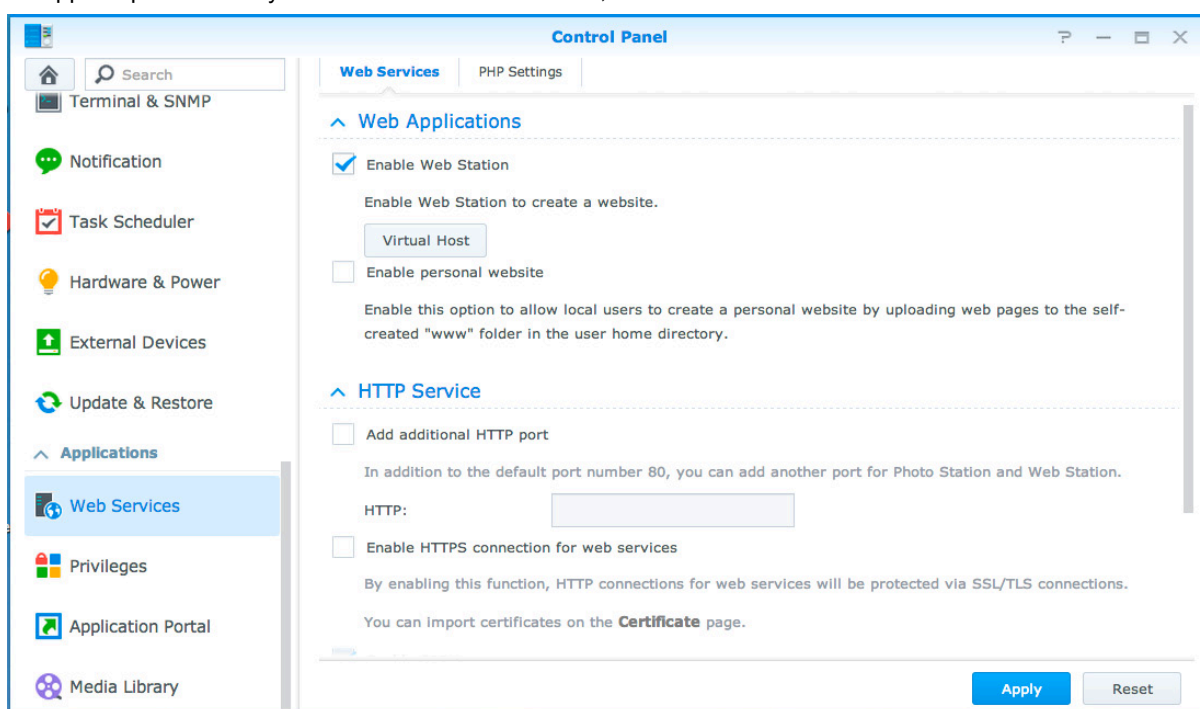 Control Panel
Search
Terminal & SNMP
Notification
Task Scheduler
Hardware & Power
External Devices
Update & Restore
Applications
Web Services
Privileges
Application Portal
Media Library
Web Services
PHP Settings
Web Applications
Enable Web Station
Enable Web Station to create a website.
Virtual Host
Enable personal website
Enable this option to allow local users to create a personal website by uploading web pages to the self-
created "www" folder in the user home directory.
HTTP Service
Add additional HTTP port
In addition to the default port number 80, you can add another port for Photo Station and Web Station.
HTTP:
Enable HTTPS connection for web services
By enabling this function, HTTP connections for web services will be protected via SSL/TLS connections.
You can import certificates on the Certificate page.
Apply
Reset